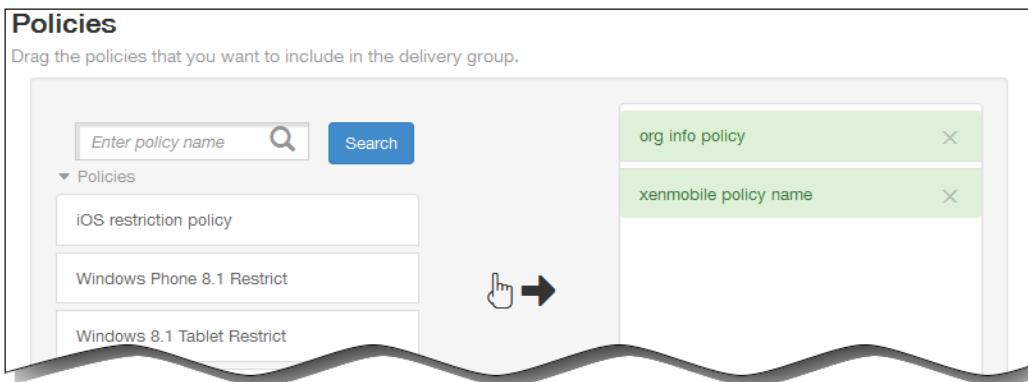 Policies
Drag the policies that you want to include in the delivery group.
Enter policy name
Search
Policies
iOS restriction policy
Windows Phone 8.1 Restrict
Windows 8.1 Tablet Restrict
org info policy
xenmobile policy name